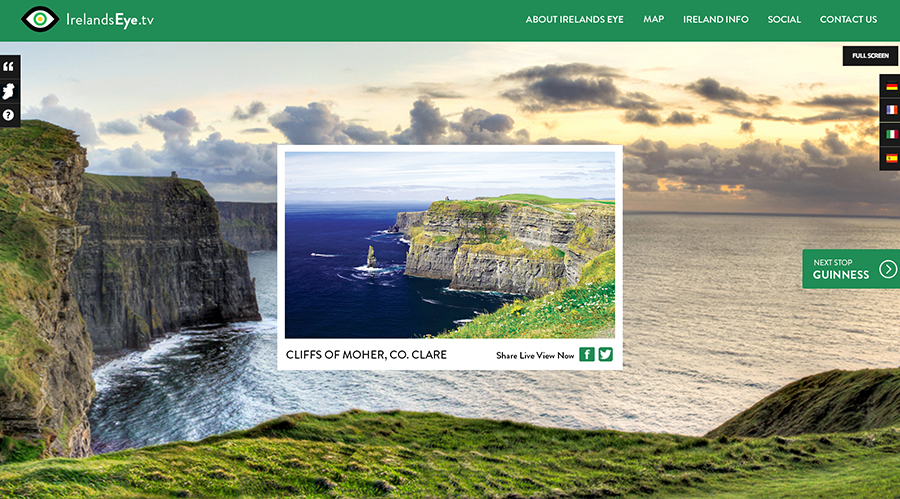 IrelandsEye.tv
ABOUT IRELANDS EYE
MAP
IRELAND INFO
SOCIAL
CONTACT US
FULL SCREEN
NEXT STOP
GUINNESS
CLIFFS OF MOHER, CO. CLARE
Share Live View Now